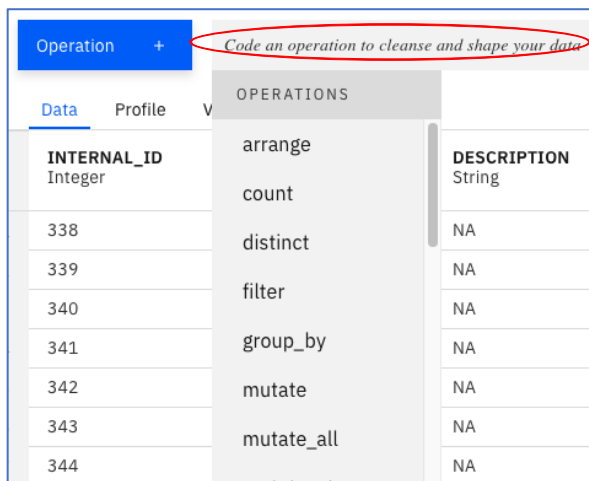 Operation +
Code an operation to cleanse and shape your data
OPERATIONS
Data Profile V
arrange
INTERNAL_ID DESCRIPTION
Integer String
count
338 NA
distinct
339 NA
filter
340 NA
group_by
341 NA
mutate
342 NA
mutate_all
343 NA
344 NA